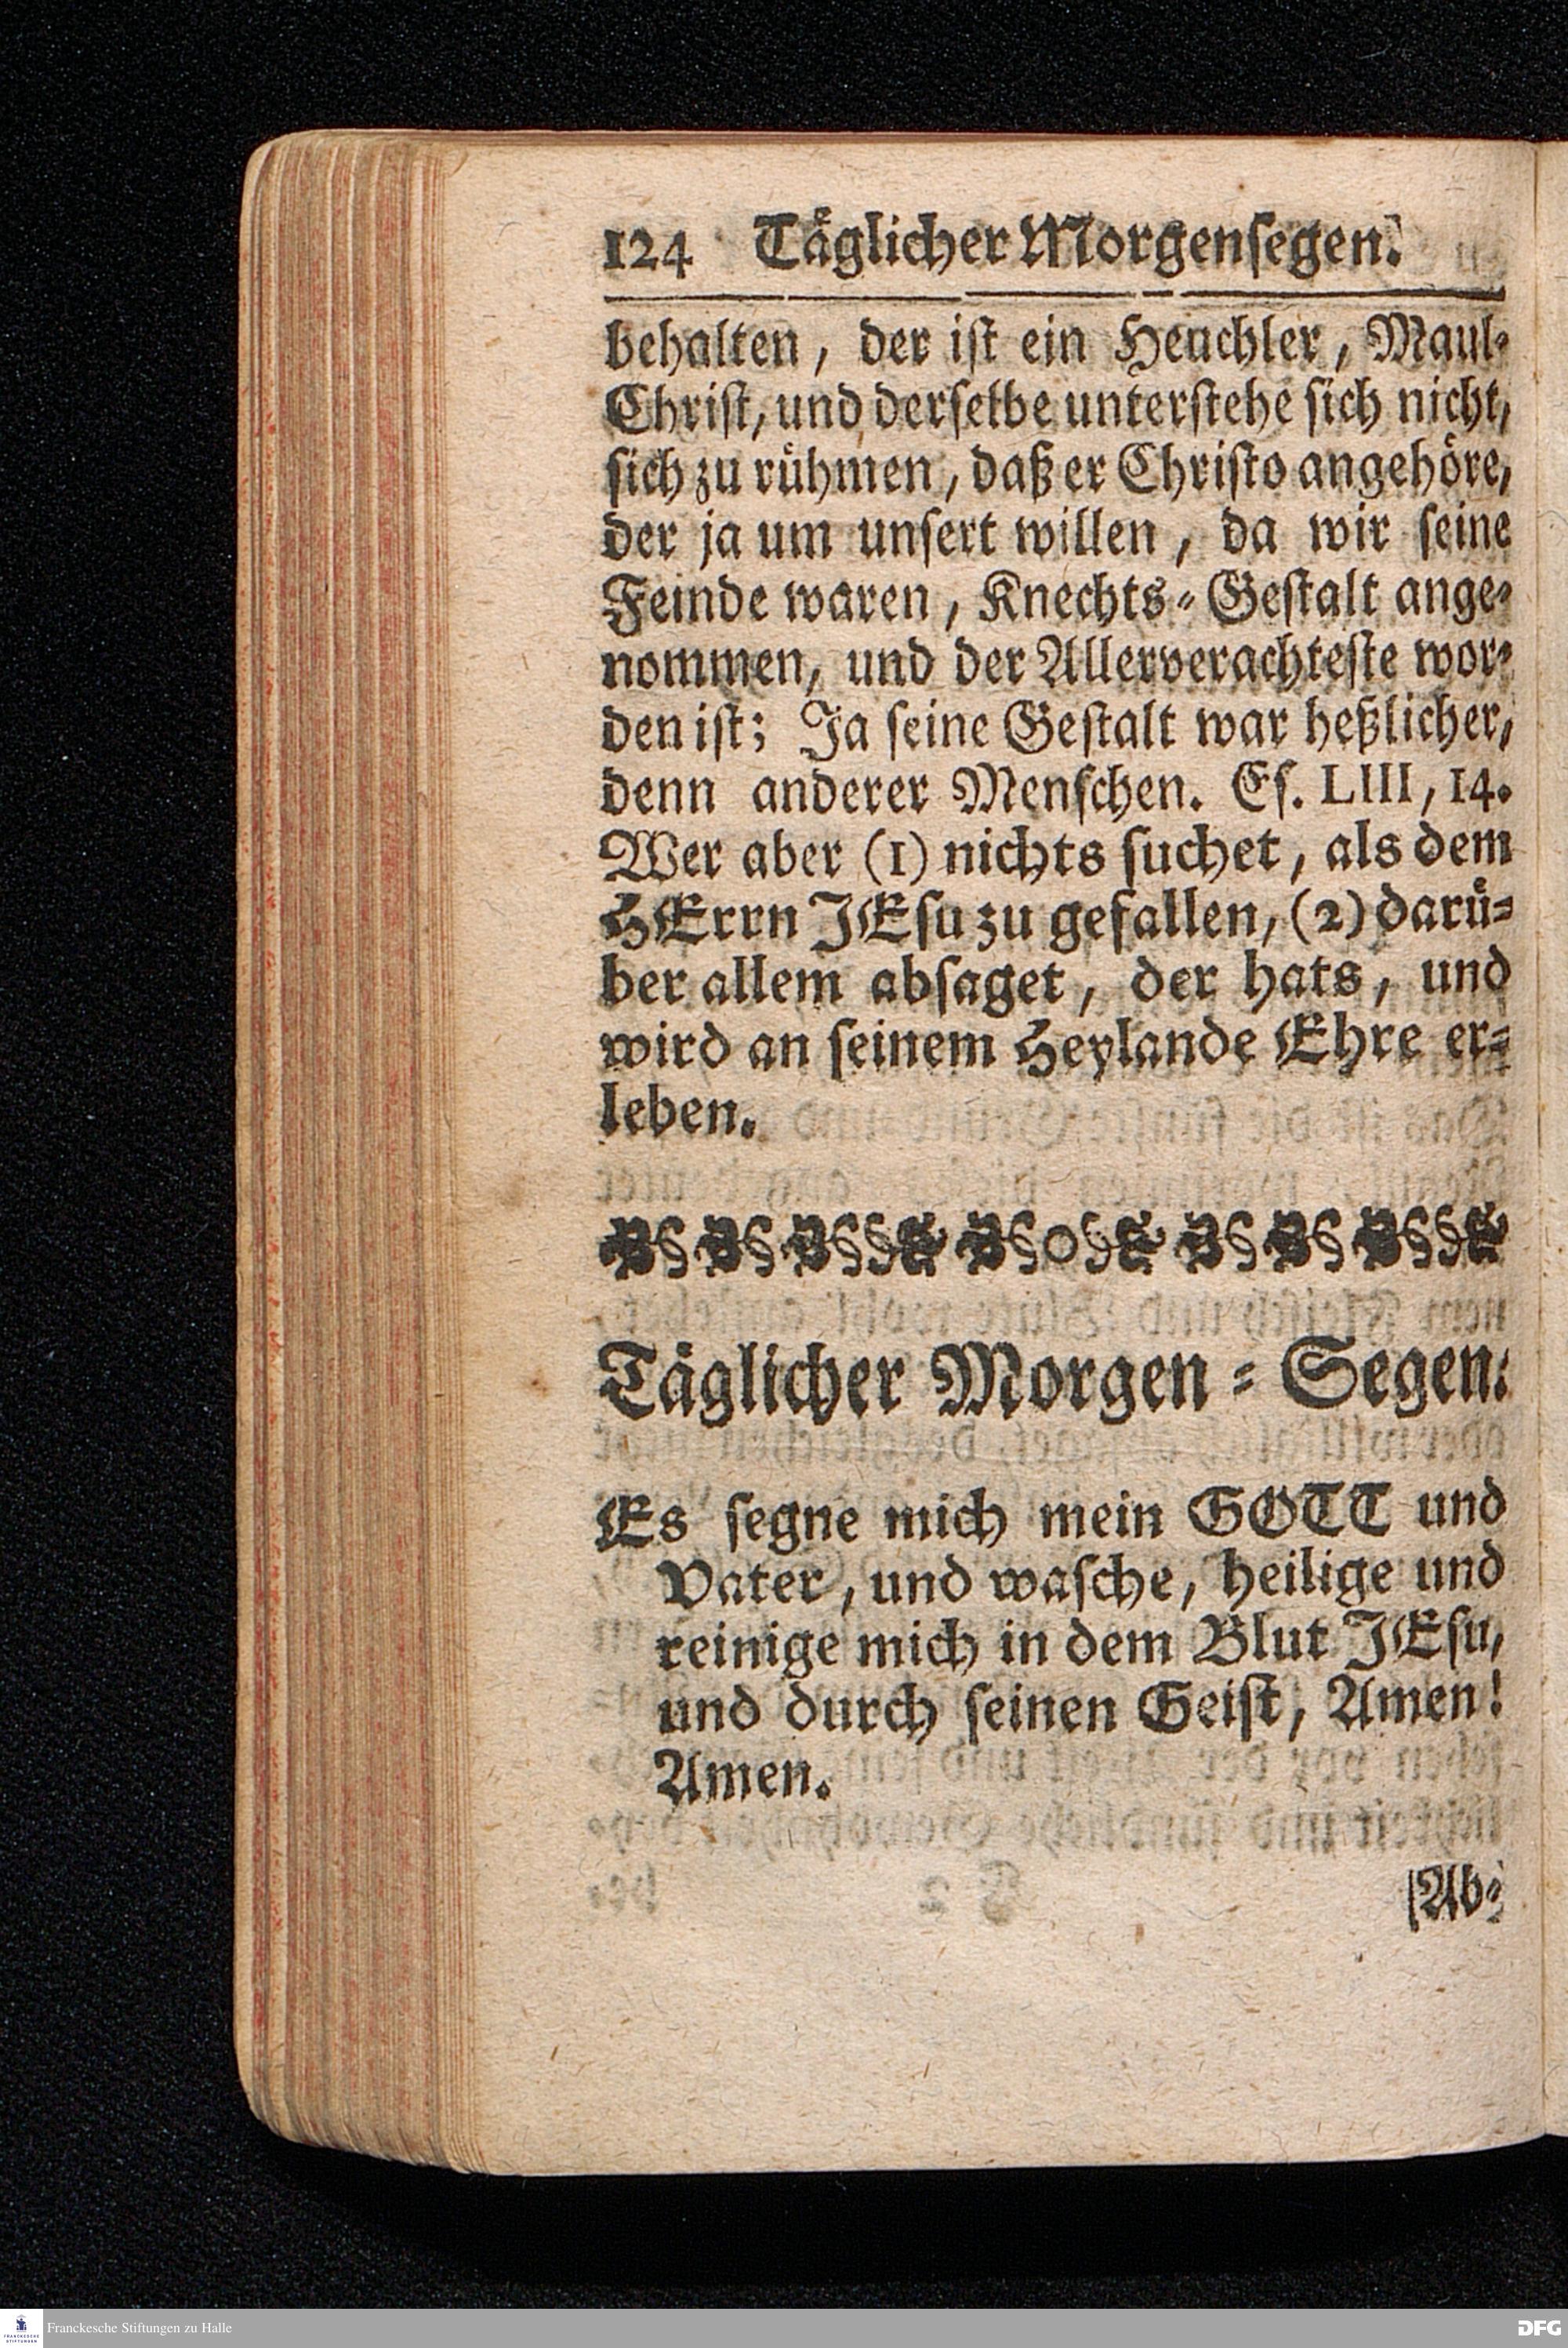 124 Täglicher Morgensegen.
behalten, der ist ein Heuchler, Maul-
Christ, und derselbe unterstehe sich nicht,
sich zu rühmen, daß er Christo angehöre,
der ja um unsert willen, da wir seine
Feinde waren, Knechts-Gestalt ange-
nommen, und der Allerverachteste wor-
den ist; Ja seine Gestalt war heßlicher,
denn anderer Menschen. Es. LIII, 14.
Wer aber (1) nichts suchet, als dem
HErrn JEsu zu gefallen, (2) darü-
ber allem absaget, der hats, und
wird an seinem Heylande Ehre er-
leben.
Täglicher Morgen-Segen.
Es segne mich mein GOTT und
Vater, und wasche, heilige und
reinige mich in dem Blut JEsu,
und durch seinen Geist, Amen!
Amen.
Ab-
Franckesche Stiftungen zu Halle
DFG